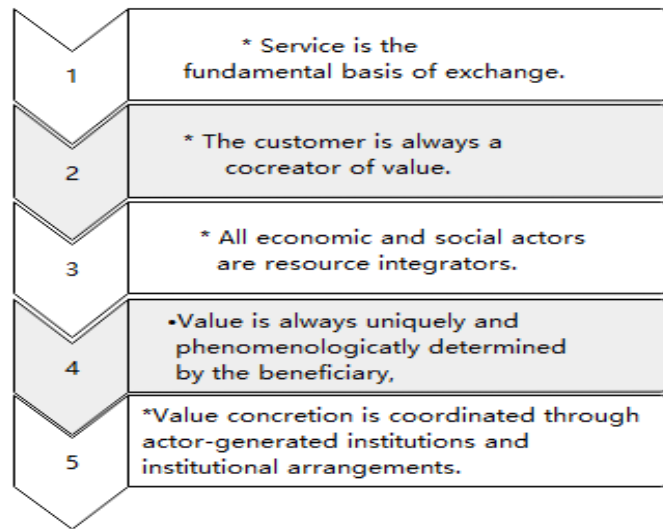 1
* Service is the
fundamental basis of exchange.
2
* The customer is always a
cocreator of value.
3
* All economic and social actors
are resource integrators.
4
•Value is always uniquely and
phenomenologicatly determined
by the beneficiary,
5
*Value concretion is coordinated through
actor-generated institutions and
institutional arrangements.